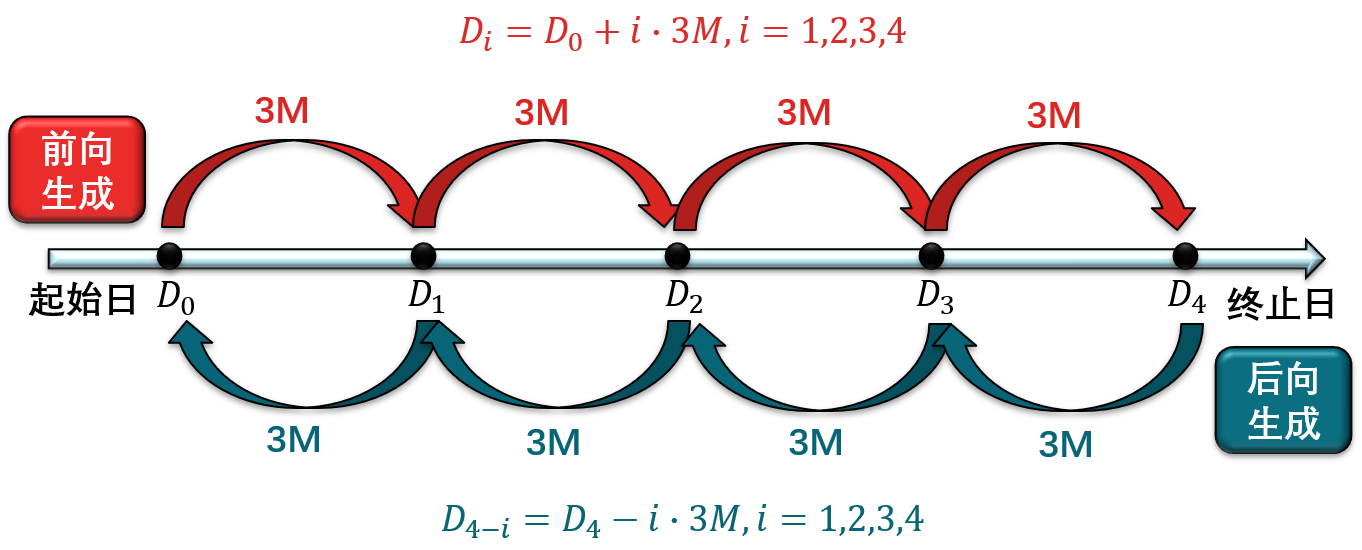 D_i = D_0 + i · 3M, i = 1,2,3,4
3M 3M 3M 3M
前向
生成
起始日 D_0 D_1 D_2 D_3 D_4 终止日
后向
生成
3M 3M 3M 3M
D_{4−i} = D_4 − i · 3M, i = 1,2,3,4